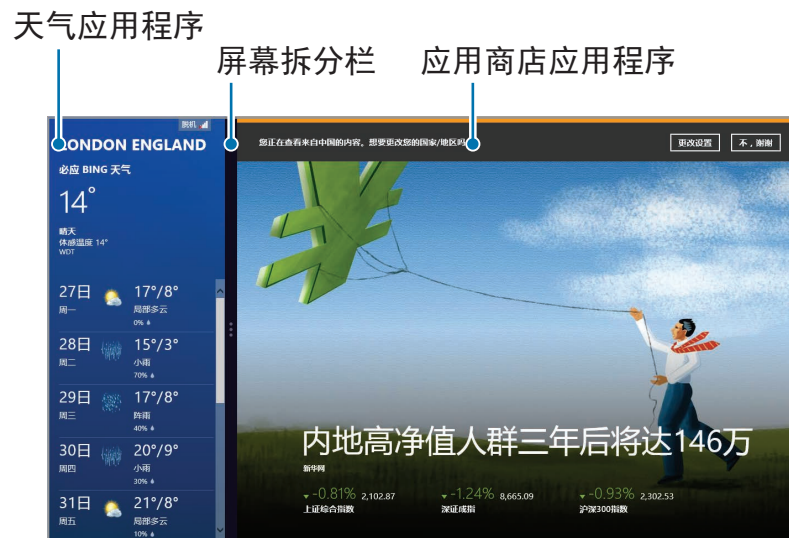 天气应用程序
屏幕拆分栏
应用商店应用程序
脱机
LONDON ENGLAND
必应 BING 天气
14°
晴天
体感温度 14°
WDT
27日 17°/8°
周一 局部多云
0%
28日 15°/3°
周二 小雨
70%
29日 17°/8°
周三 阵雨
40%
30日 20°/9°
周四 小雨
30%
31日 21°/8°
周五 局部多云
10%
您正在查看来自中国的内容。想要更改您的国家/地区吗
更改设置
不，谢谢
内地高净值人群三年后将达146万
新华网
-0.81% 2,102.87
上证综合指数
-1.24% 8,665.09
深证成指
-0.93% 2,302.53
沪深300指数